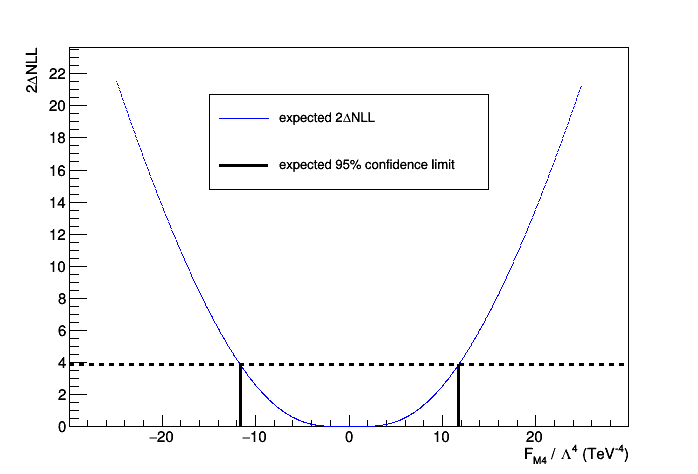 2ΔNLL
22
20
18
16
14
12
10
8
6
4
2
0
expected 2ΔNLL
expected 95% confidence limit
−20 −10 0 10 20
F_M4 / Λ^4 (TeV^-4)